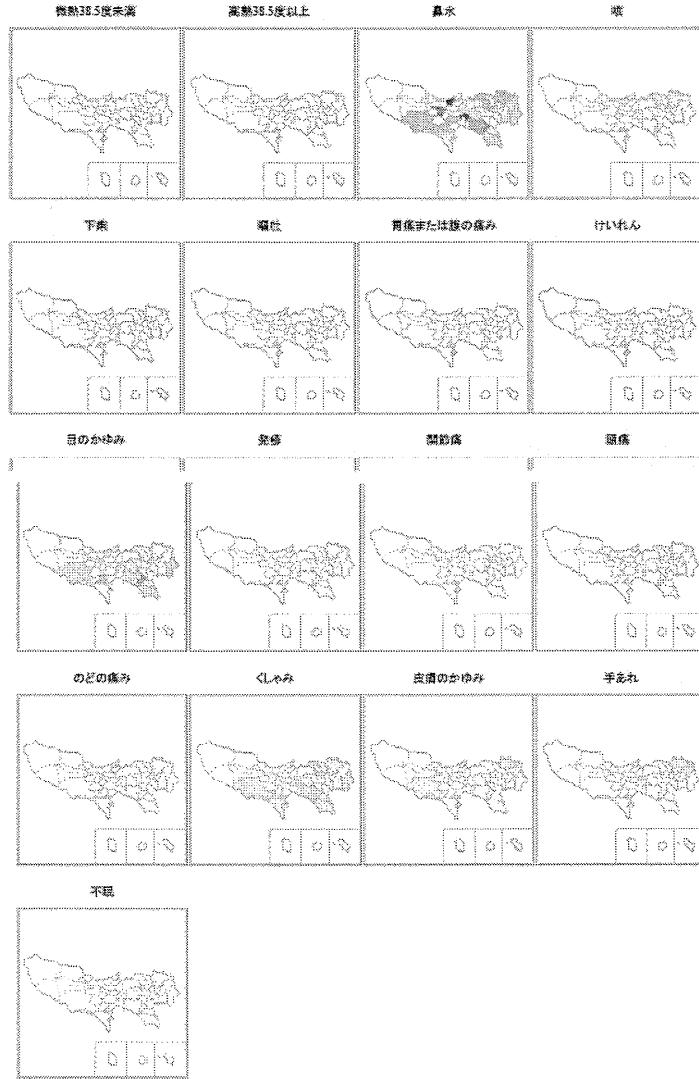 微熱38.5度未満 高熱38.5度以上 鼻水 咳
下痢 嘔吐 胃痛または腹の痛み けいれん
目のかゆみ 発疹 関節痛 頭痛
のどの痛み くしゃみ 皮膚のかゆみ 手あれ
不眠